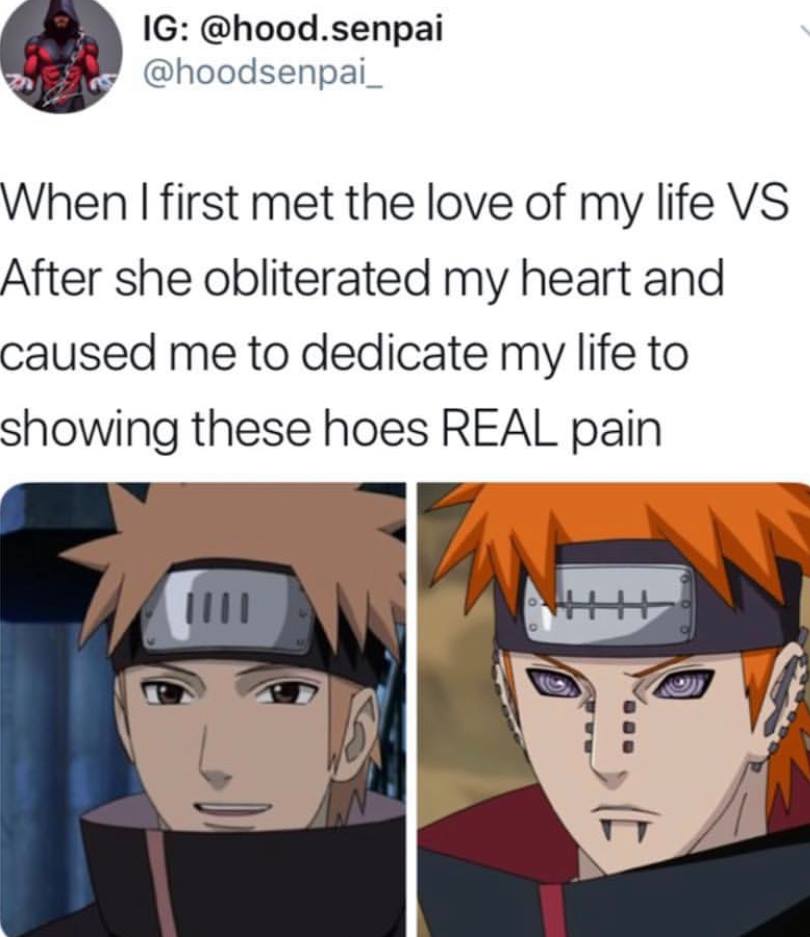 IG: @hood.senpai
@hoodsenpai_
When I first met the love of my life VS
After she obliterated my heart and
caused me to dedicate my life to
showing these hoes REAL pain